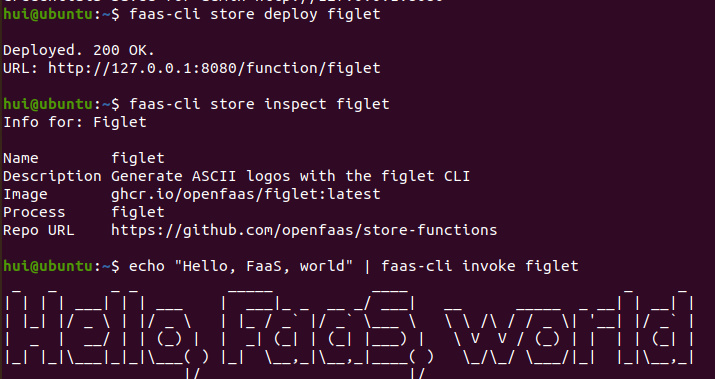 hui@ubuntu:~$ faas-cli store deploy figlet
Deployed. 200 OK.
URL: http://127.0.0.1:8080/function/figlet
hui@ubuntu:~$ faas-cli store inspect figlet
Info for: Figlet
Name figlet
Description Generate ASCII logos with the figlet CLI
Image ghcr.io/openfaas/figlet:latest
Process figlet
Repo URL https://github.com/openfaas/store-functions
hui@ubuntu:~$ echo "Hello, FaaS, world" | faas-cli invoke figlet
Hello, FaaS, world